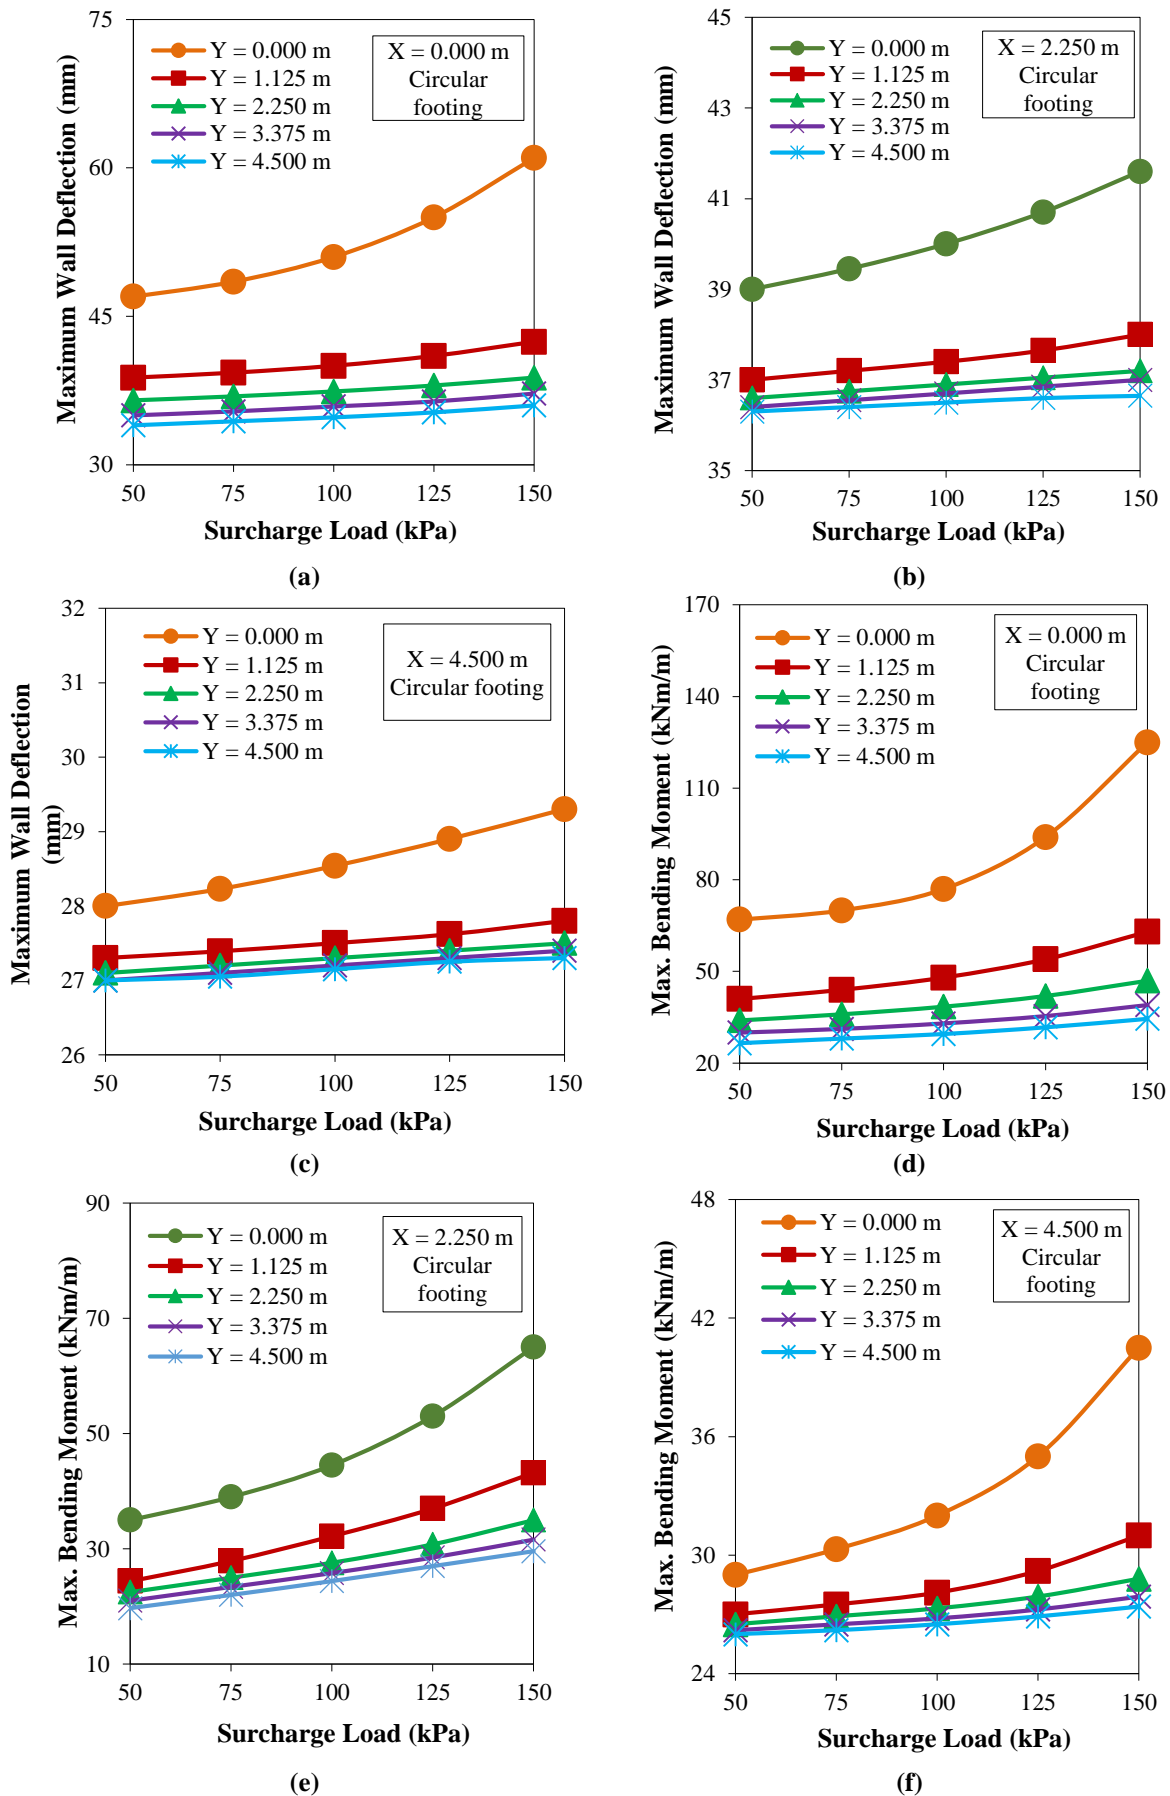 75
60
45
30
Maximum Wall Deflection (mm)
Y = 0.000 m
Y = 1.125 m
Y = 2.250 m
Y = 3.375 m
Y = 4.500 m
X = 0.000 m
Circular
footing
50 75 100 125 150
Surcharge Load (kPa)
(a)
45
43
41
39
37
35
Maximum Wall Deflection (mm)
Y = 0.000 m
Y = 1.125 m
Y = 2.250 m
Y = 3.375 m
Y = 4.500 m
X = 2.250 m
Circular
footing
50 75 100 125 150
Surcharge Load (kPa)
(b)
32
31
30
29
28
27
26
Maximum Wall Deflection
(mm)
Y = 0.000 m
Y = 1.125 m
Y = 2.250 m
Y = 3.375 m
Y = 4.500 m
X = 4.500 m
Circular footing
50 75 100 125 150
Surcharge Load (kPa)
(c)
170
140
110
80
50
20
Max. Bending Moment (kNm/m)
Y = 0.000 m
Y = 1.125 m
Y = 2.250 m
Y = 3.375 m
Y = 4.500 m
X = 0.000 m
Circular
footing
50 75 100 125 150
Surcharge Load (kPa)
(d)
90
70
50
30
10
Max. Bending Moment (kNm/m)
Y = 0.000 m
Y = 1.125 m
Y = 2.250 m
Y = 3.375 m
Y = 4.500 m
X = 2.250 m
Circular
footing
50 75 100 125 150
Surcharge Load (kPa)
(e)
48
42
36
30
24
Max. Bending Moment (kNm/m)
Y = 0.000 m
Y = 1.125 m
Y = 2.250 m
Y = 3.375 m
Y = 4.500 m
X = 4.500 m
Circular
footing
50 75 100 125 150
Surcharge Load (kPa)
(f)